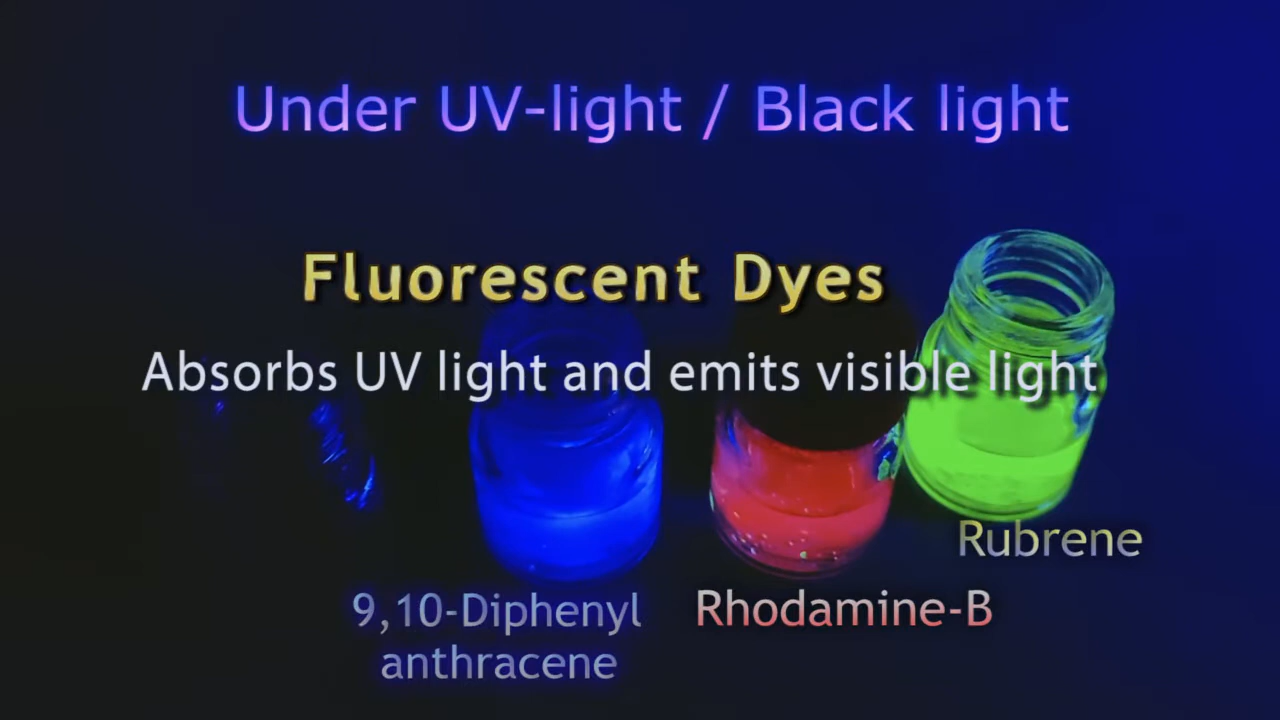 Under UV-light / Black light
Fluorescent Dyes
Absorbs UV light and emits visible light
Rubrene
9,10-Diphenyl
anthracene
Rhodamine-B